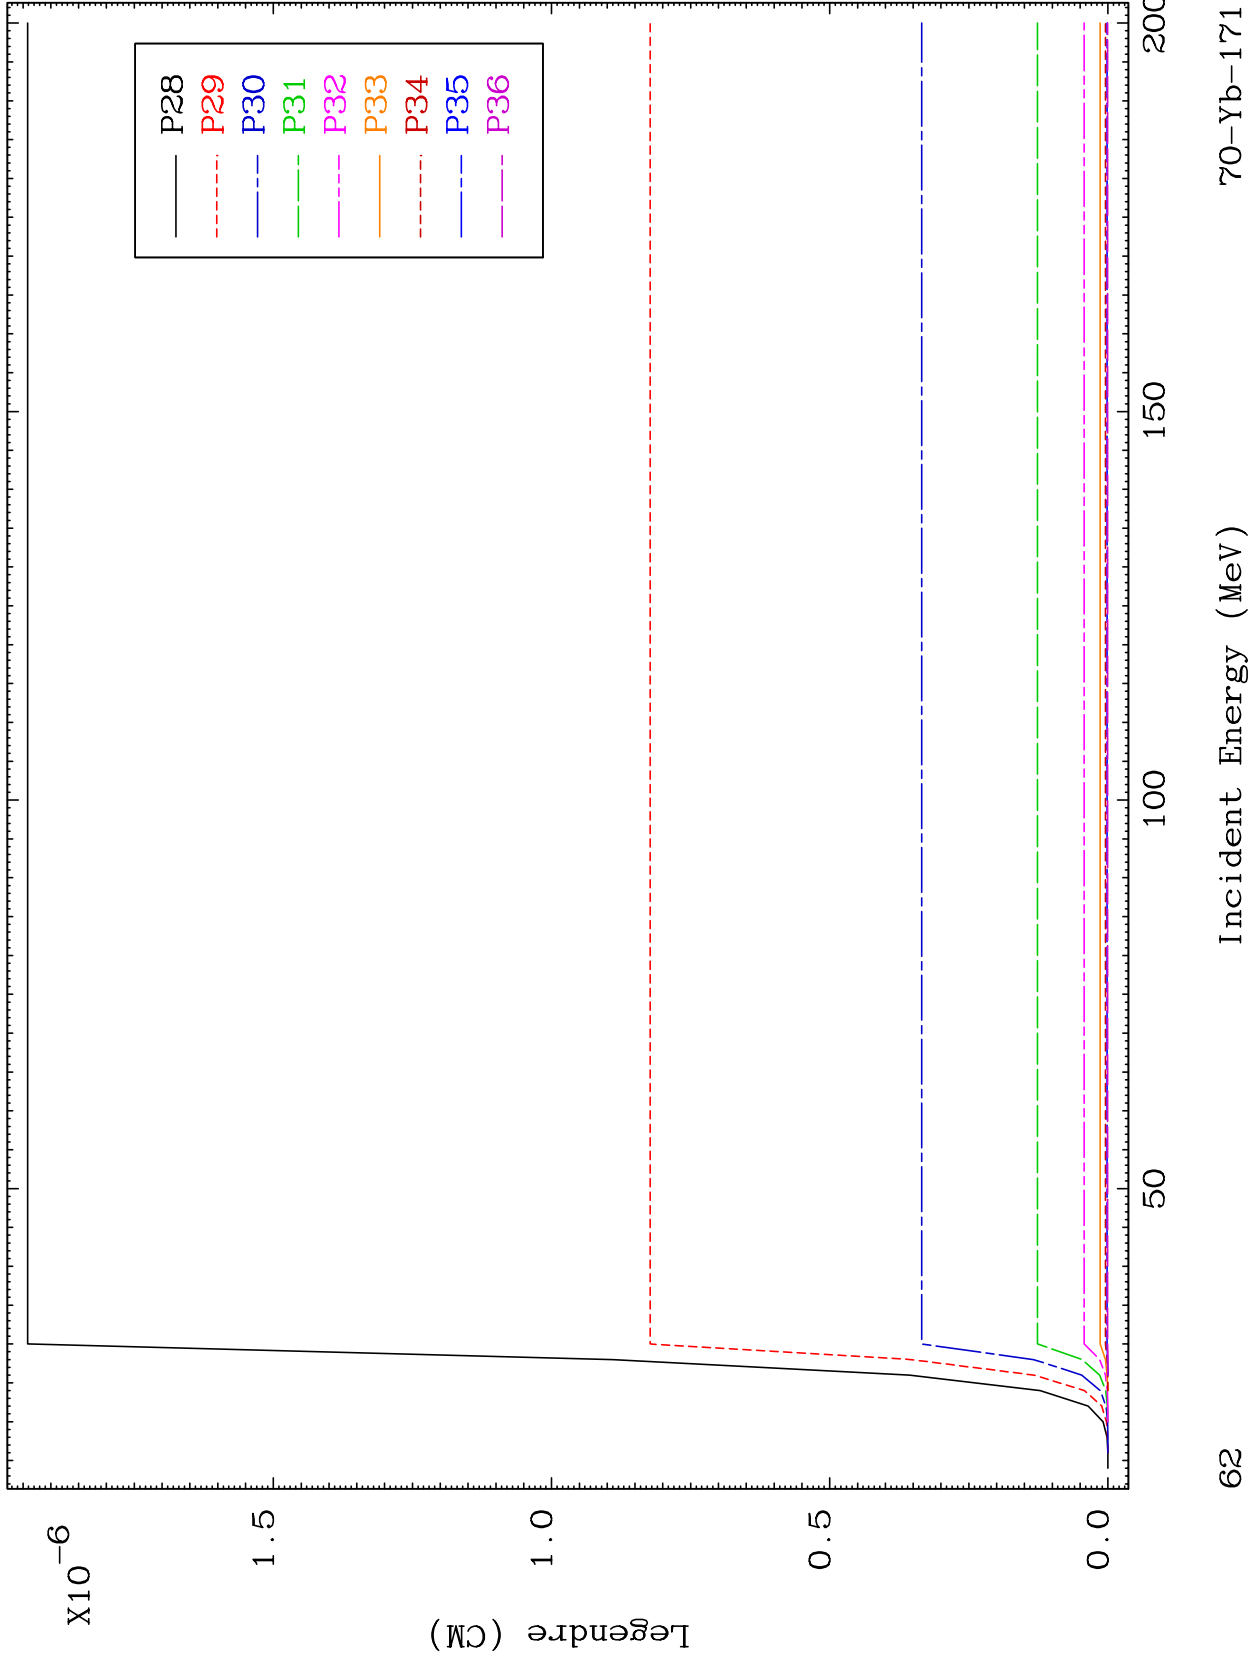 X10-6
Legendre (CM)
1.5
1.0
0.5
0.0
P28
P29
P30
P31
P32
P33
P34
P35
P36
50
100
150
200
Incident Energy (MeV)
62
70-Yb-171